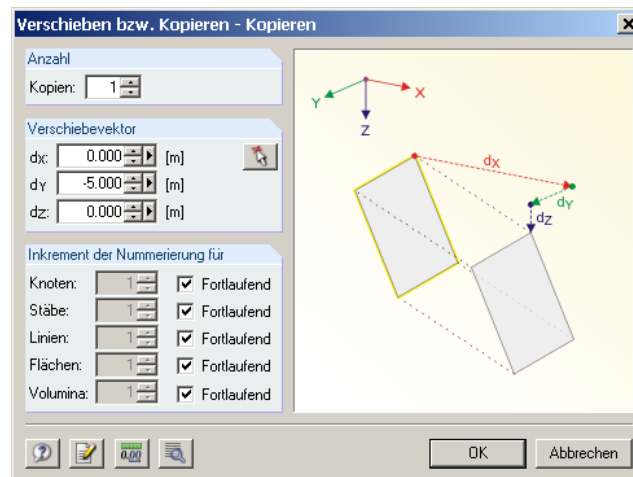 Verschieben bzw. Kopieren - Kopieren
Anzahl
Kopien: 1
Verschiebevektor
dX: 0.000 [m]
dY -5.000 [m]
dZ: 0.000 [m]
Inkrement der Nummerierung für
Knoten: 1 Fortlaufend
Stäbe: 1 Fortlaufend
Linien: 1 Fortlaufend
Flächen: 1 Fortlaufend
Volumina: 1 Fortlaufend
X
Y
Z
dX
dY
dZ
0.00
OK
Abbrechen